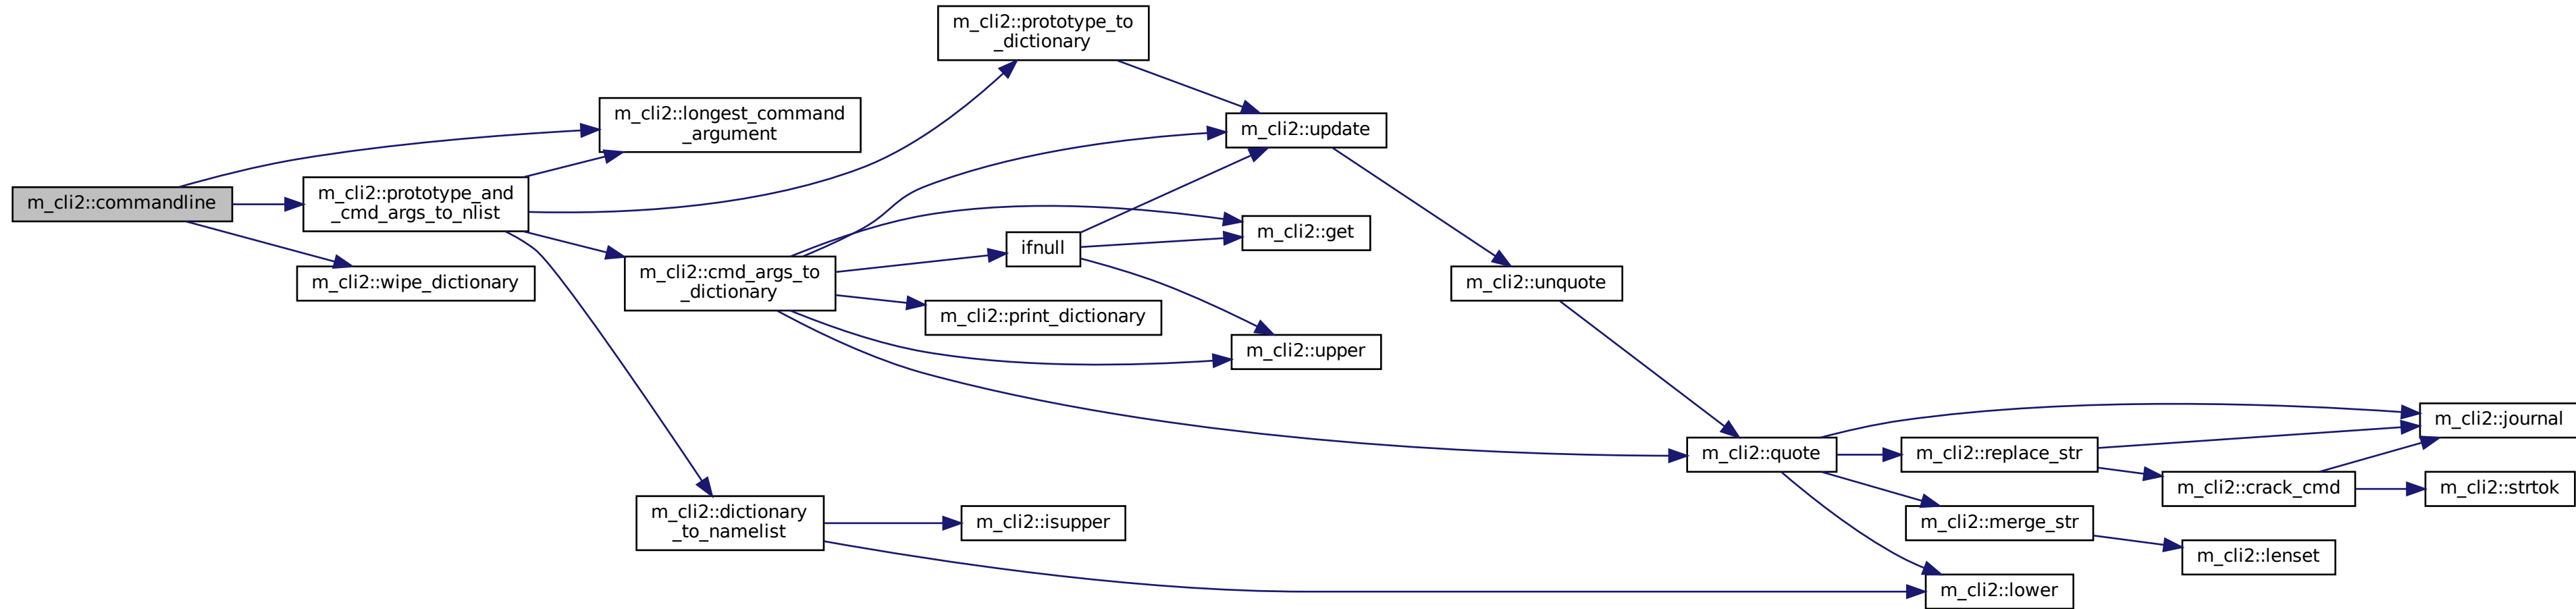 m_cli2::commandline
m_cli2::longest_command
_argument
m_cli2::prototype_and
_cmd_args_to_nlist
m_cli2::wipe_dictionary
m_cli2::prototype_to
_dictionary
m_cli2::cmd_args_to
_dictionary
m_cli2::dictionary
_to_namelist
m_cli2::update
ifnull
m_cli2::get
m_cli2::print_dictionary
m_cli2::upper
m_cli2::isupper
m_cli2::unquote
m_cli2::quote
m_cli2::replace_str
m_cli2::merge_str
m_cli2::lower
m_cli2::crack_cmd
m_cli2::lenset
m_cli2::journal
m_cli2::strtok